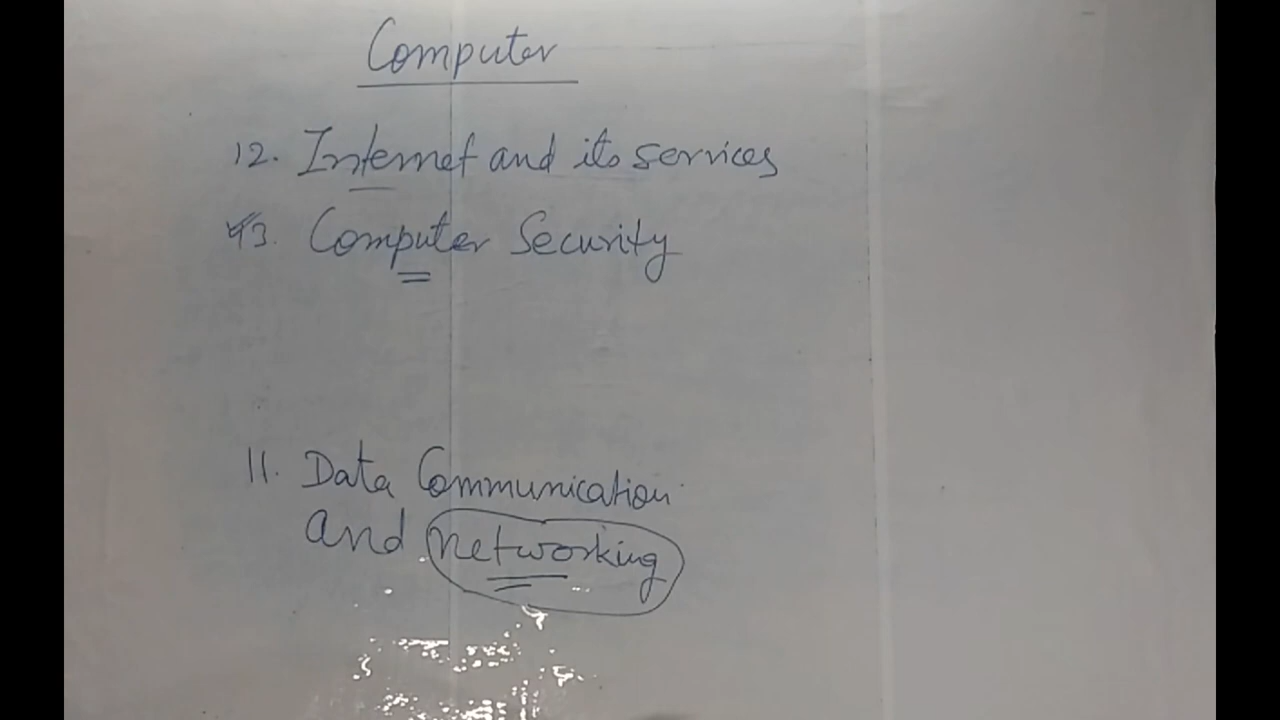 Computer
12. Internet and its services
13. Computer Security
11. Data Communication
and networking